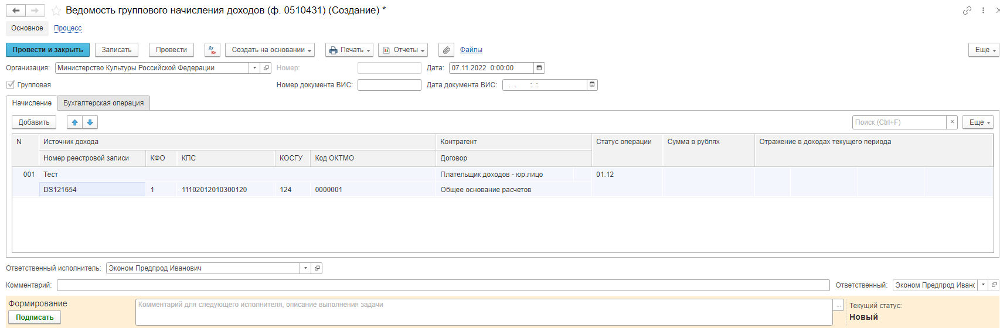 Ведомость группового начисления доходов (ф. 0510431) (Создание) *
Основное Процесс
Провести и закрыть Записать Провести Дт Кт Создать на основании Печать Отчеты Файлы Еще
Организация: Министерство Культуры Российской Федерации Номер: Дата: 07.11.2022 0:00:00
Групповая Номер документа ВИС: Дата документа ВИС: . . : :
Начисление Бухгалтерская операция
Добавить Поиск (Ctrl+F) × Еще
N Источник дохода Контрагент Статус операции Сумма в рублях Отражение в доходах текущего периода
Номер реестровой записи КФО КПС КОСГУ Код ОКТМО Договор
001 Тест Плательщик доходов - юр.лицо 01.12
DS121654 1 11102012010300120 124 0000001 Общее основание расчетов
Ответственный исполнитель: Эконом Предпрод Иванович
Комментарий: Ответственный: Эконом Предпрод Иванс
Формирование Комментарий для следующего исполнителя, описание выполнения задачи ... Текущий статус:
Подписать Новый